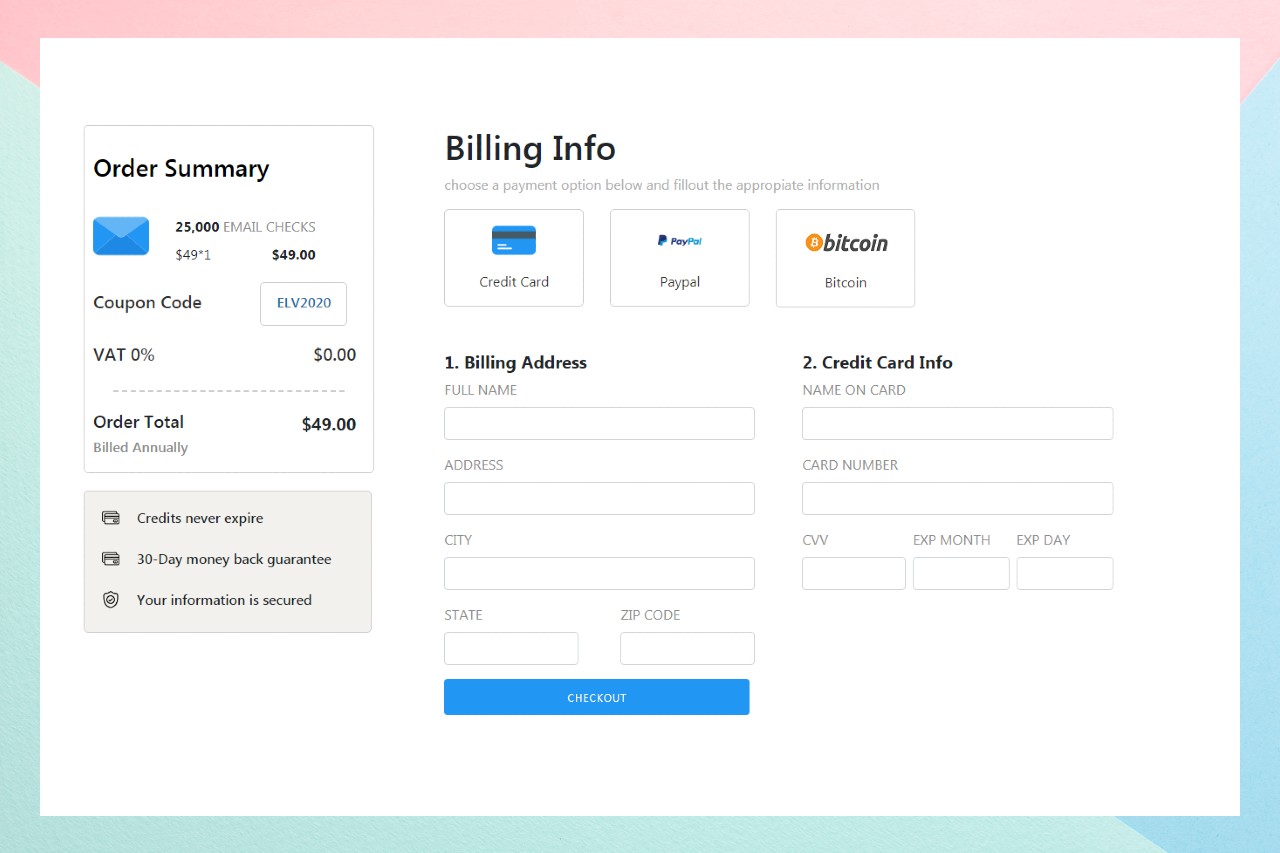 Order Summary
25,000 EMAIL CHECKS
$49*1 $49.00
Coupon Code ELV2020
VAT 0% $0.00
Order Total $49.00
Billed Annually
Credits never expire
30-Day money back guarantee
Your information is secured
Billing Info
choose a payment option below and fillout the appropiate information
PayPal bitcoin
Credit Card Paypal Bitcoin
1. Billing Address
FULL NAME
ADDRESS
CITY
STATE ZIP CODE
CHECKOUT
2. Credit Card Info
NAME ON CARD
CARD NUMBER
CVV EXP MONTH EXP DAY